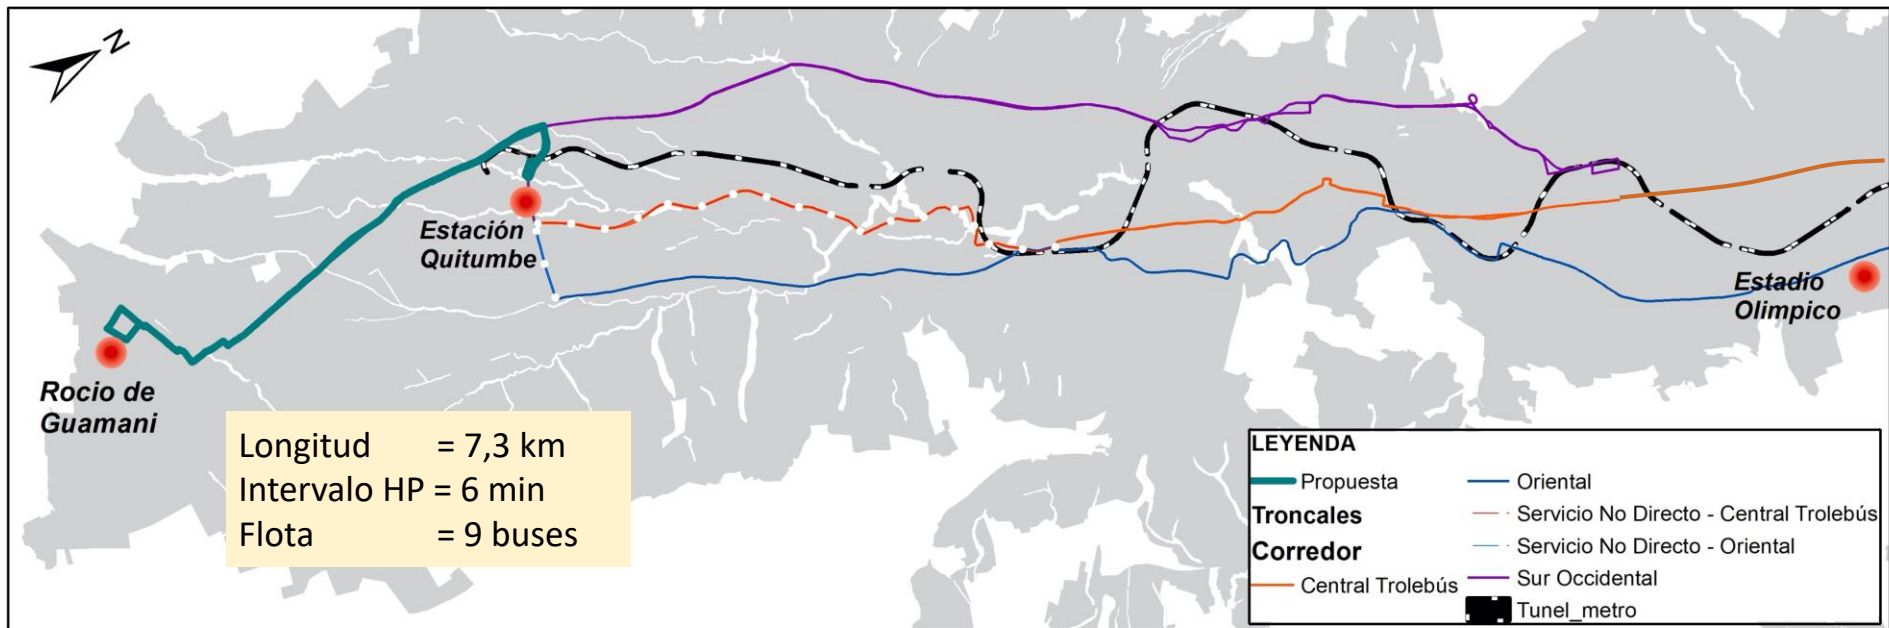 N
Estación
Quitumbe
Estadio
Olimpico
Rocio de
Guamani
Longitud = 7,3 km
Intervalo HP = 6 min
Flota = 9 buses
LEYENDA
Propuesta
Troncales
Corredor
Central Trolebús
Oriental
Servicio No Directo - Central Trolebús
Servicio No Directo - Oriental
Sur Occidental
Tunel_metro